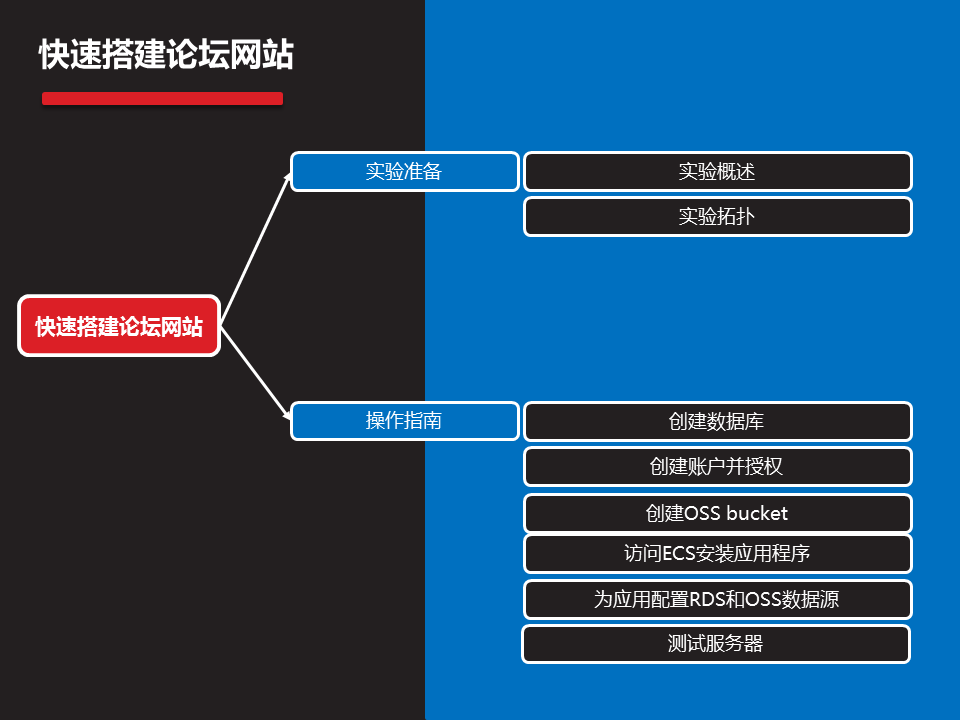 快速搭建论坛网站
实验准备
实验概述
实验拓扑
快速搭建论坛网站
操作指南
创建数据库
创建账户并授权
创建OSS bucket
访问ECS安装应用程序
为应用配置RDS和OSS数据源
测试服务器